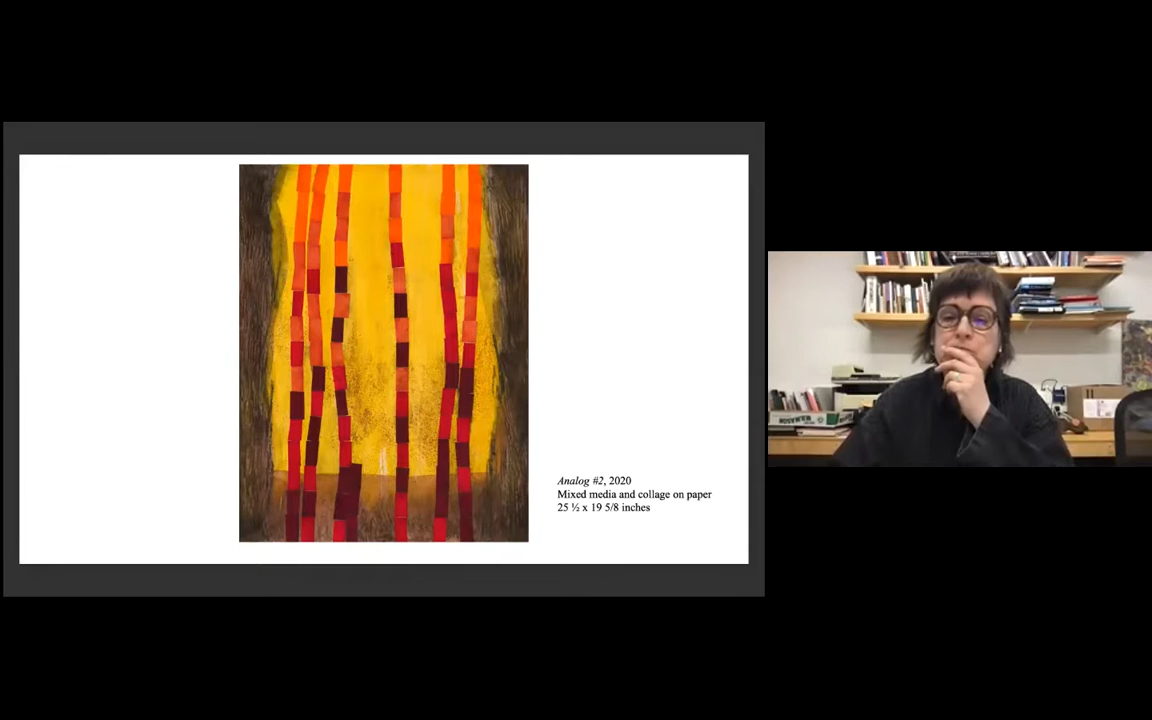 Analog #2, 2020
Mixed media and collage on paper
25 ½ x 19 5/8 inches